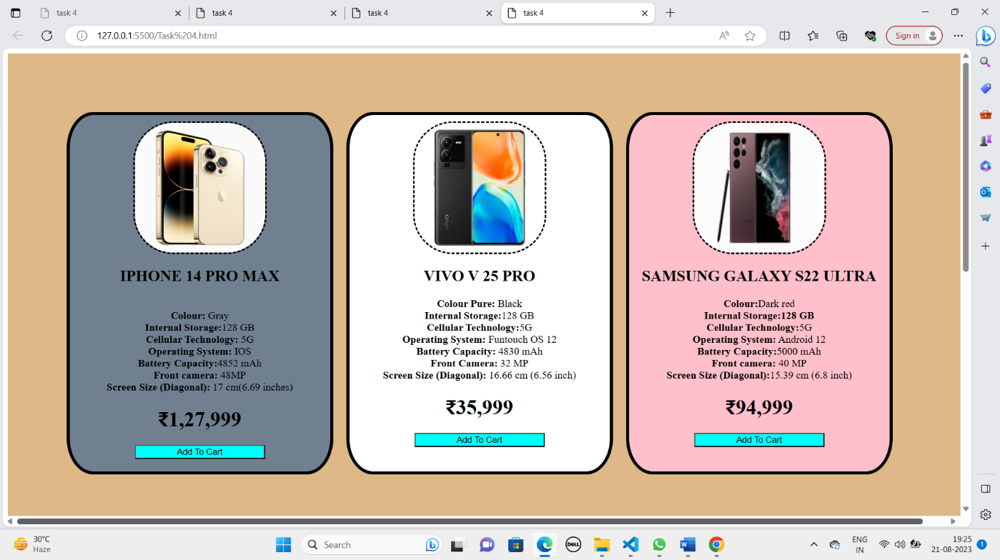 task 4
task 4
task 4
task 4
127.0.0.1:5500/Task%204.html
Sign in
IPHONE 14 PRO MAX
Colour: Gray
Internal Storage:128 GB
Cellular Technology: 5G
Operating System: IOS
Battery Capacity:4852 mAh
Front camera: 48MP
Screen Size (Diagonal): 17 cm(6.69 inches)
₹1,27,999
Add To Cart
vivo
VIVO V 25 PRO
Colour Pure: Black
Internal Storage:128 GB
Cellular Technology:5G
Operating System: Funtouch OS 12
Battery Capacity: 4830 mAh
Front Camera: 32 MP
Screen Size (Diagonal): 16.66 cm (6.56 inch)
₹35,999
Add To Cart
SAMSUNG GALAXY S22 ULTRA
Colour:Dark red
Internal Storage:128 GB
Cellular Technology:5G
Operating System: Android 12
Battery Capacity:5000 mAh
Front camera: 40 MP
Screen Size (Diagonal):15.39 cm (6.8 inch)
₹94,999
Add To Cart
30°C
Haze
Search
DELL
ENG
IN
19:25
21-08-2023
1